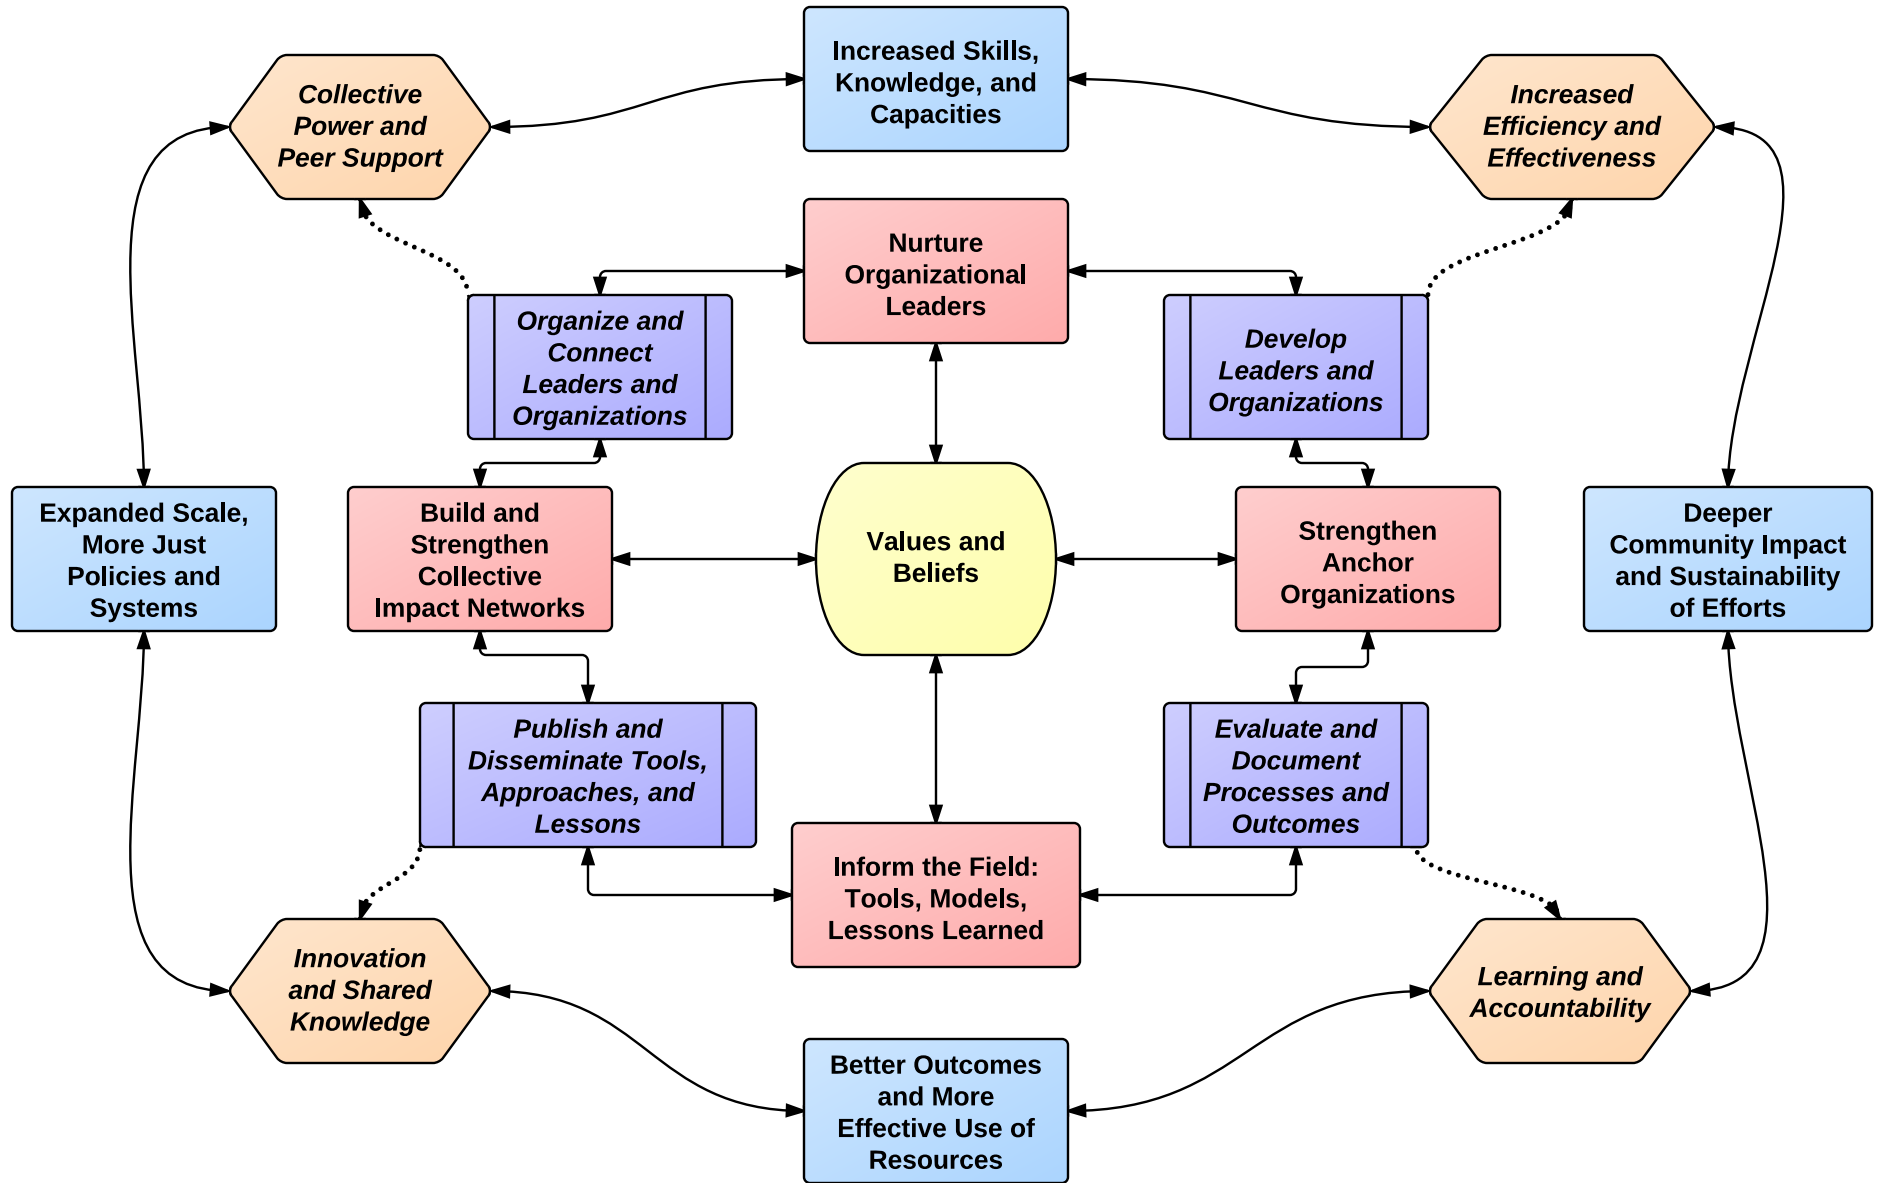 Increased Skills,
Knowledge, and
Capacities
Collective
Power and
Peer Support
Increased
Efficiency and
Effectiveness
Nurture
Organizational
Leaders
Organize and
Connect
Leaders and
Organizations
Develop
Leaders and
Organizations
Expanded Scale,
More Just
Policies and
Systems
Build and
Strengthen
Collective
Impact Networks
Values and
Beliefs
Strengthen
Anchor
Organizations
Deeper
Community Impact
and Sustainability
of Efforts
Publish and
Disseminate Tools,
Approaches, and
Lessons
Evaluate and
Document
Processes and
Outcomes
Inform the Field:
Tools, Models,
Lessons Learned
Innovation
and Shared
Knowledge
Learning and
Accountability
Better Outcomes
and More
Effective Use of
Resources